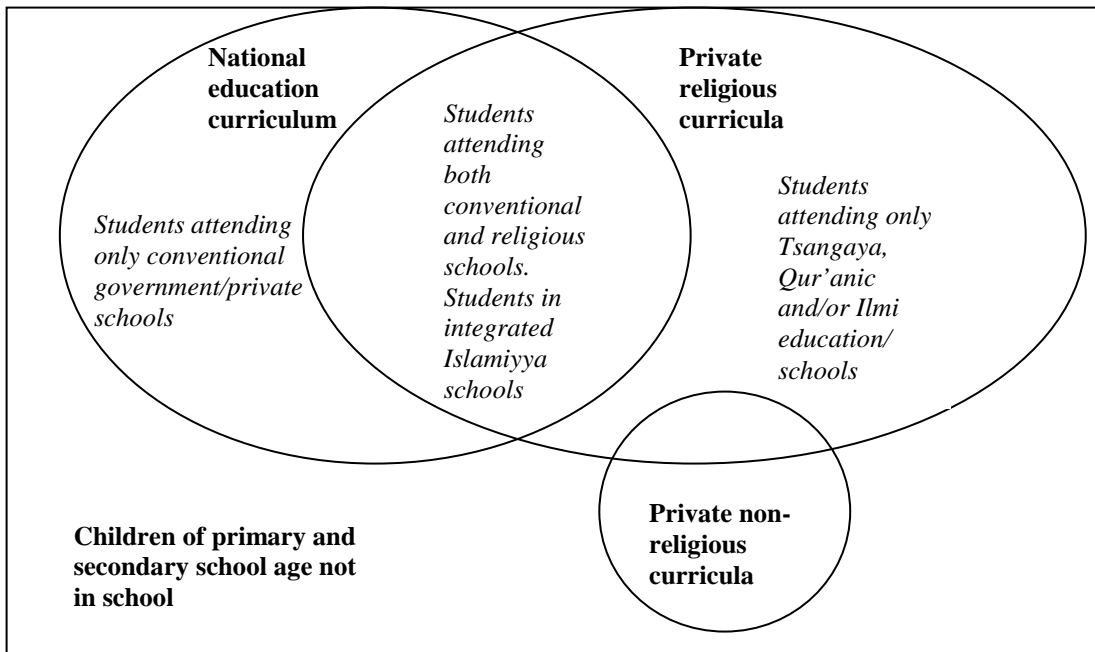 National
education
curriculum
Private
religious
curricula
Students
attending
both
conventional
and religious
schools.
Students in
integrated
Islamiyya
schools
Students attending
only conventional
government/private
schools
Students
attending only
Tsangaya,
Qur’anic
and/or Ilmi
education/
schools
Private non-
religious
curricula
Children of primary and
secondary school age not
in school